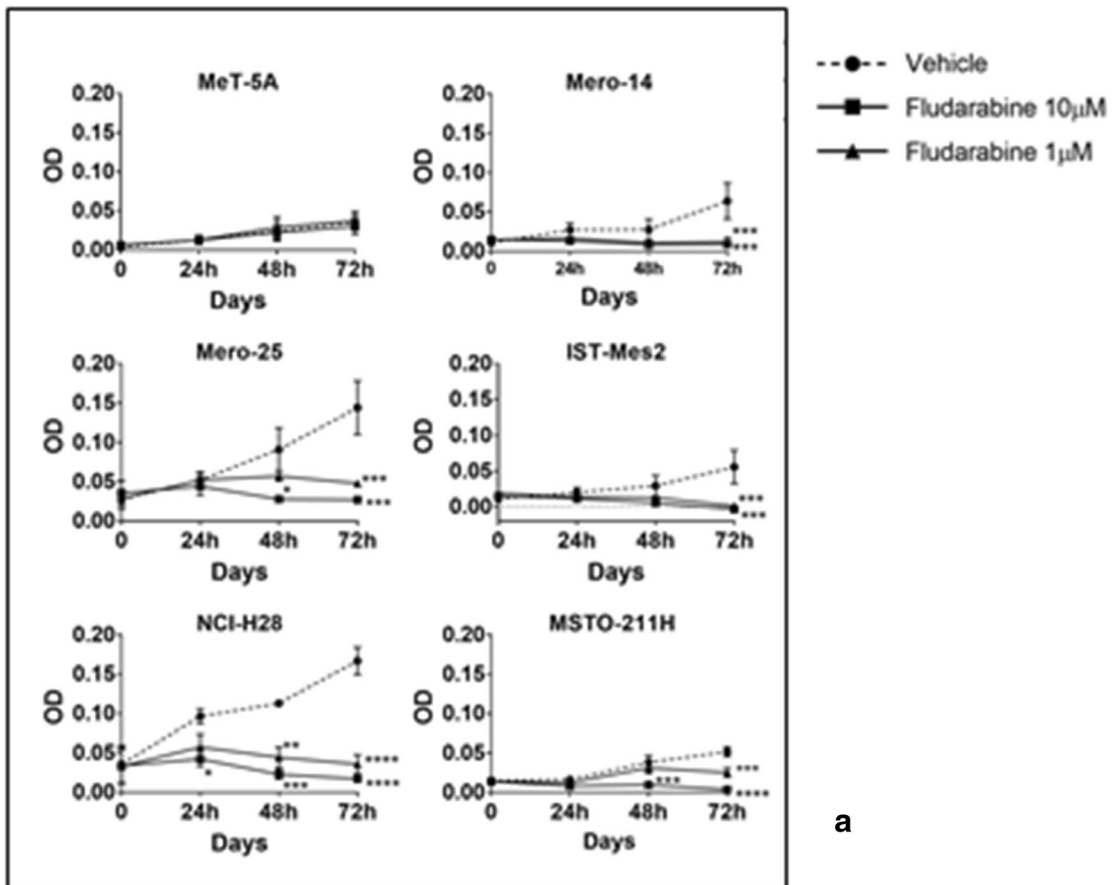 MeT-5A
0.20
0.15
0.10
0.05
0.00
OD
0 24h 48h 72h
Days
Mero-14
0.20
0.15
0.10
0.05
0.00
OD
***
***
0 24h 48h 72h
Days
Vehicle
Fludarabine 10µM
Fludarabine 1µM
Mero-25
0.20
0.15
0.10
0.05
0.00
OD
***
*
***
0 24h 48h 72h
Days
IST-Mes2
0.20
0.15
0.10
0.05
0.00
OD
***
***
0 24h 48h 72h
Days
NCI-H28
0.20
0.15
0.10
0.05
0.00
OD
**
****
*
***
****
0 24h 48h 72h
Days
MSTO-211H
0.20
0.15
0.10
0.05
0.00
OD
***
***
****
0 24h 48h 72h
Days
a